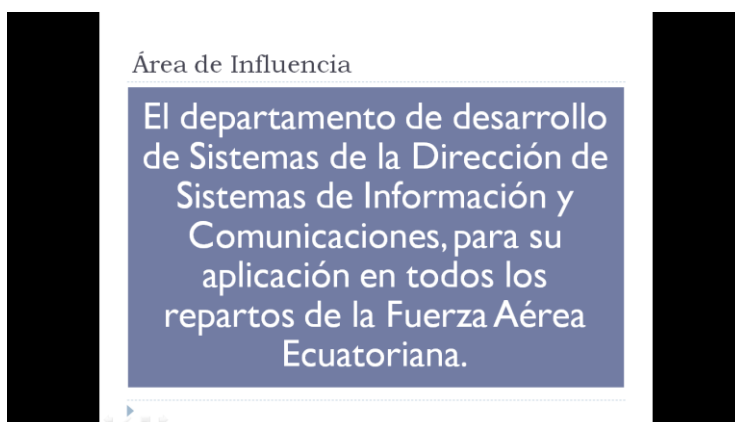 Área de Influencia
El departamento de desarrollo
de Sistemas de la Dirección de
Sistemas de Información y
Comunicaciones, para su
aplicación en todos los
repartos de la Fuerza Aérea
Ecuatoriana.